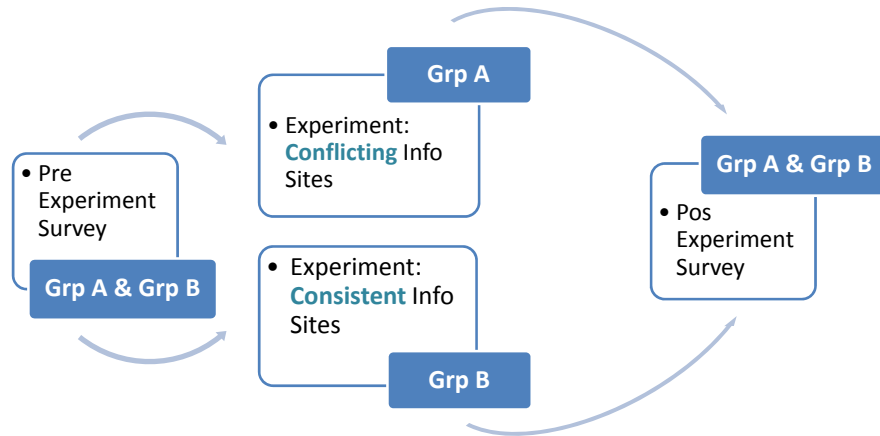 • Pre
Experiment
Survey
Grp A & Grp B
Grp A
• Experiment:
Conflicting Info
Sites
• Experiment:
Consistent Info
Sites
Grp B
Grp A & Grp B
• Pos
Experiment
Survey